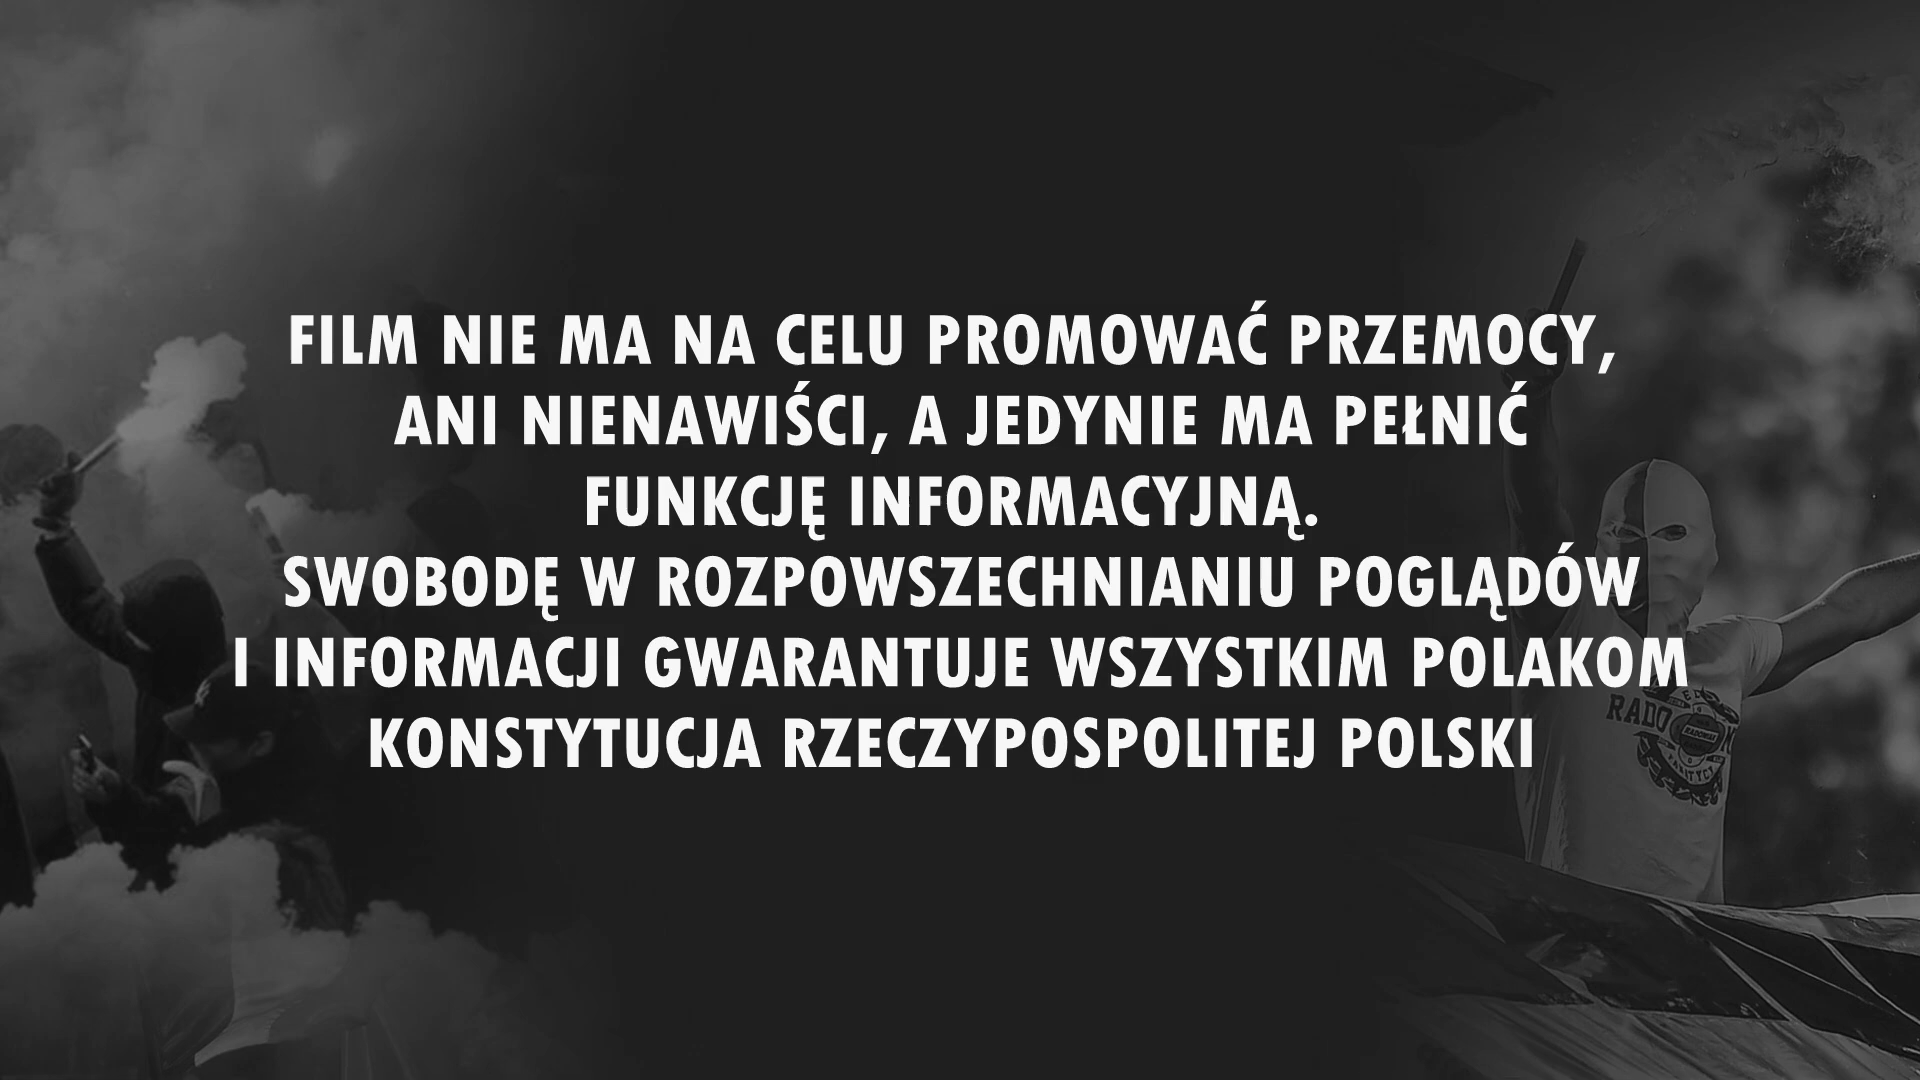 FILM NIE MA NA CELU PROMOWAĆ PRZEMOCY,
ANI NIENAWIŚCI, A JEDYNIE MA PEŁNIĆ
FUNKCJĘ INFORMACYJNĄ.
SWOBODĘ W ROZPOWSZECHNIANIU POGLĄDÓW
I INFORMACJI GWARANTUJE WSZYSTKIM POLAKOM
KONSTYTUCJA RZECZYPOSPOLITEJ POLSKI
RADO